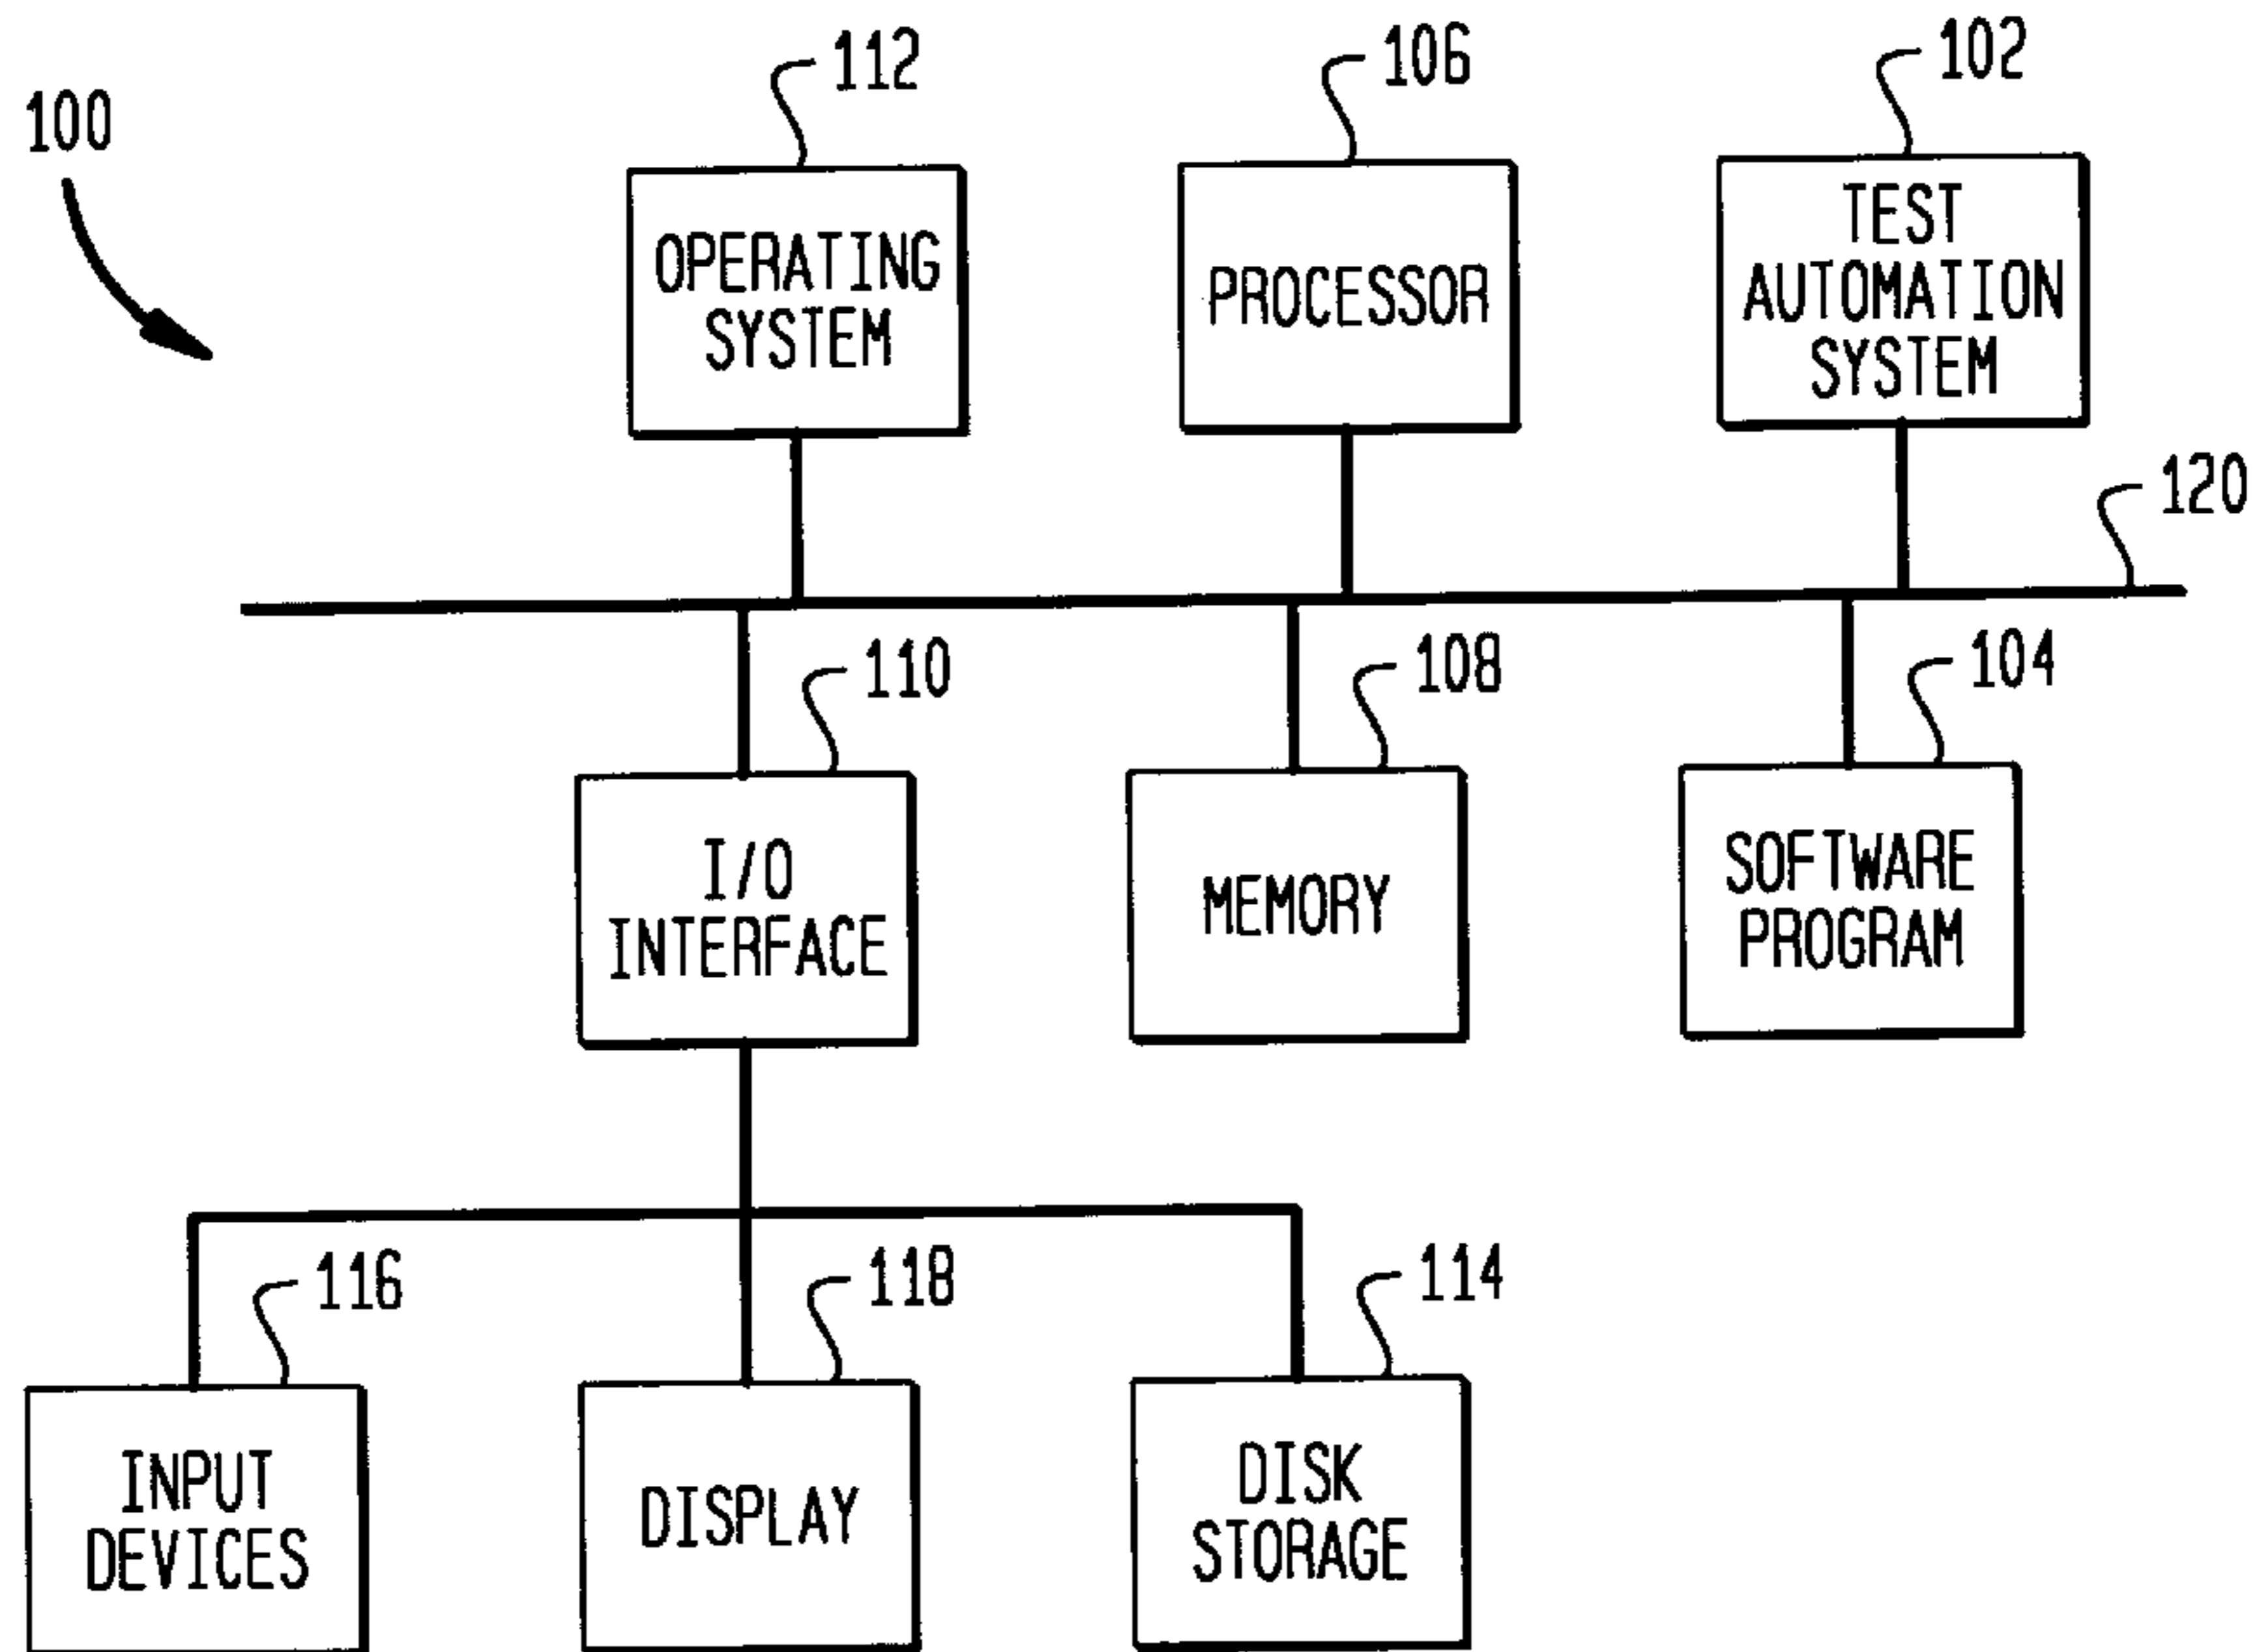 100
112
106
102
OPERATING
SYSTEM
PROCESSOR
TEST
AUTOMATION
SYSTEM
120
110
108
104
I/O
INTERFACE
MEMORY
SOFTWARE
PROGRAM
116
118
114
INPUT
DEVICES
DISPLAY
DISK
STORAGE